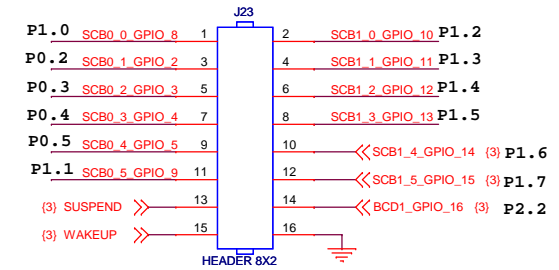 J23
P1.0 SCB0_0_GPIO_8 1 2 SCB1_0_GPIO_10 P1.2
P0.2 SCB0_1_GPIO_2 3 4 SCB1_1_GPIO_11 P1.3
P0.3 SCB0_2_GPIO_3 5 6 SCB1_2_GPIO_12 P1.4
P0.4 SCB0_3_GPIO_4 7 8 SCB1_3_GPIO_13 P1.5
P0.5 SCB0_4_GPIO_5 9 10 SCB1_4_GPIO_14 {3} P1.6
P1.1 SCB0_5_GPIO_9 11 12 SCB1_5_GPIO_15 {3} P1.7
{3} SUSPEND 13 14 BCD1_GPIO_16 {3} P2.2
{3} WAKEUP 15 16
HEADER 8X2